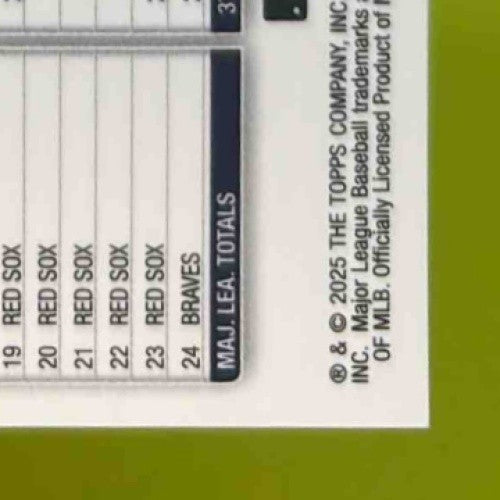 19 RED SOX
20 RED SOX
21 RED SOX
22 RED SOX
23 RED SOX
24 BRAVES
MAJ. LEA. TOTALS
® & © 2025 THE TOPPS COMPANY, INC
INC. Major League Baseball trademarks
OF MLB. Officially Licensed Product of